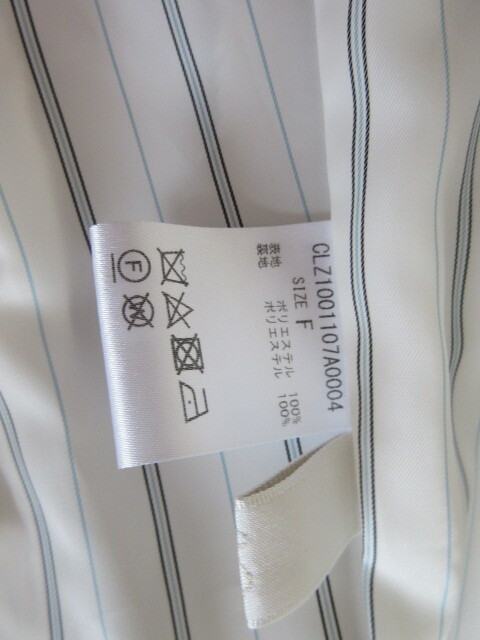 CLZ1001107A0004
SIZE F
表地 ポリエステル 100%
裏地 ポリエステル 100%
F
W